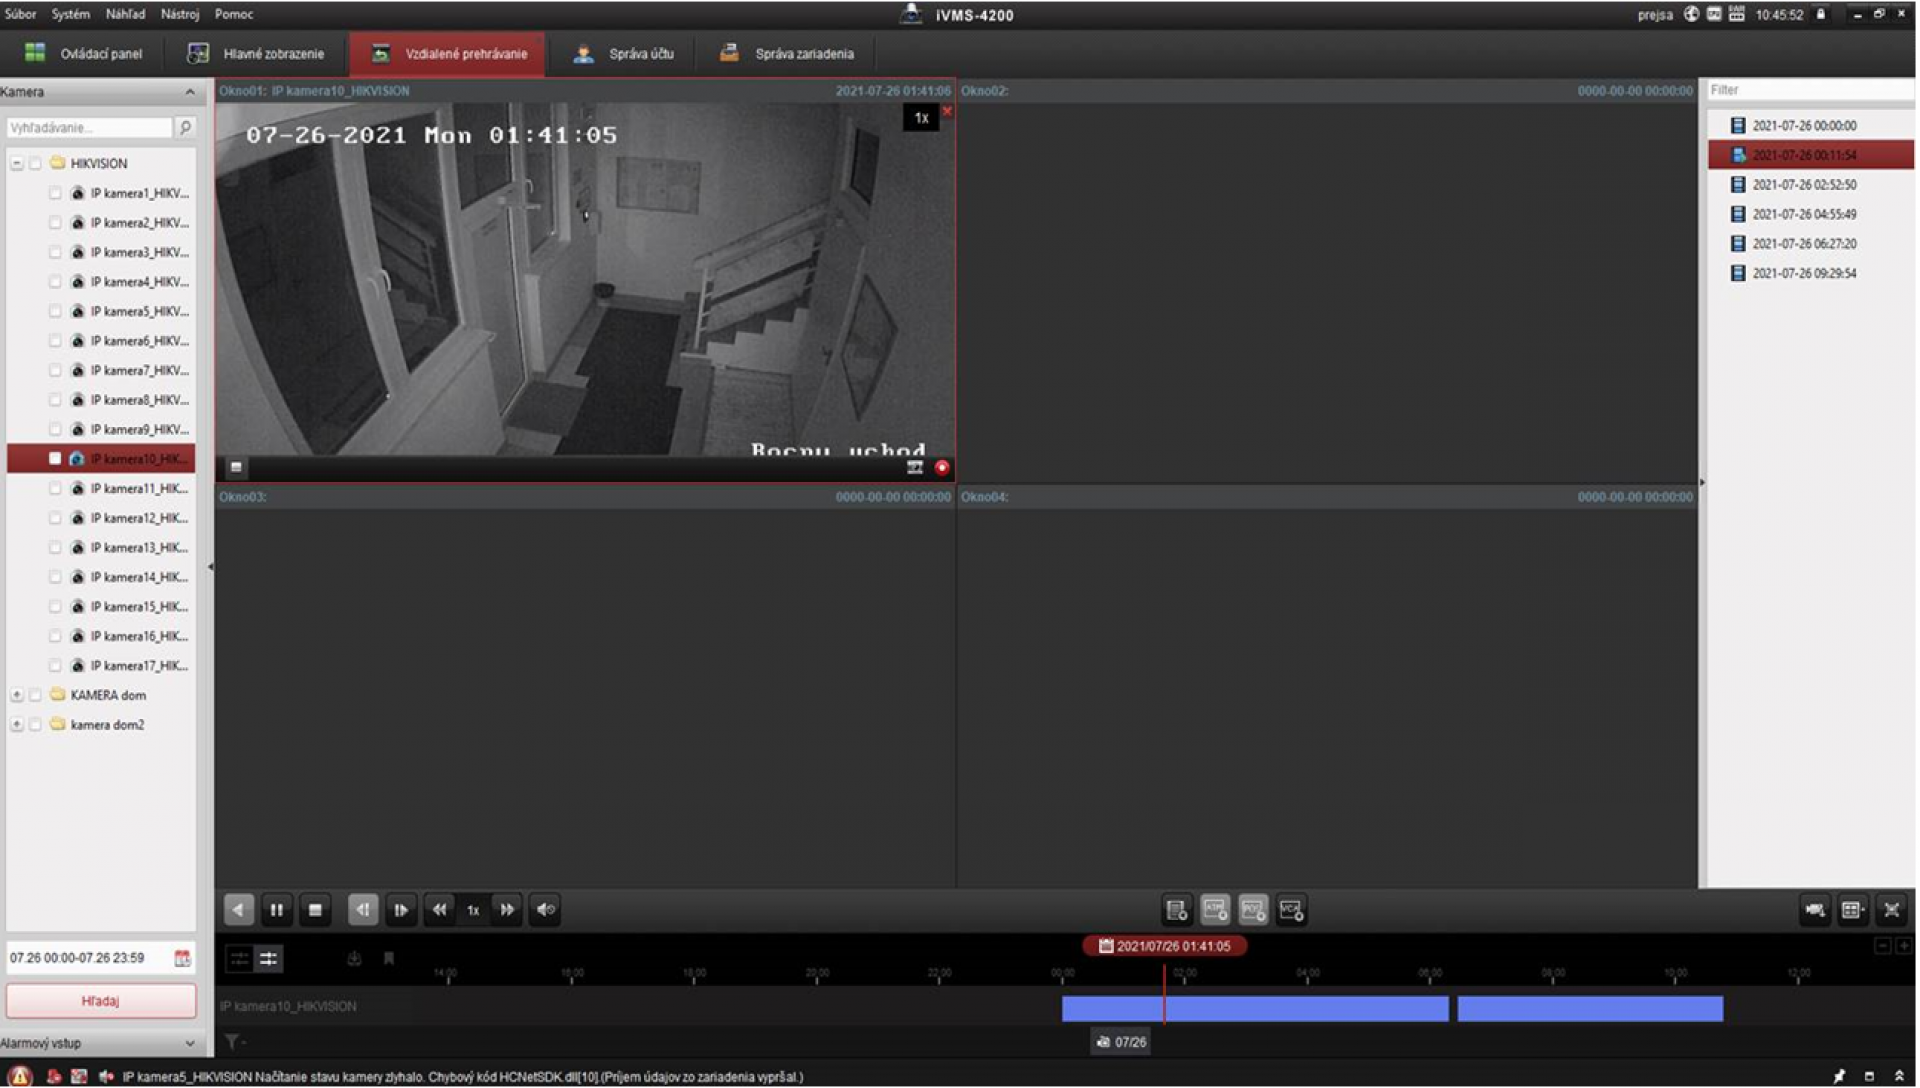 Súbor Systém Náhľad Nástroj Pomoc
iVMS-4200
prejsa 10:45:52
Ovládací panel
Hlavné zobrazenie
Vzdialené prehrávanie
Správa účtu
Správa zariadenia
Kamera
Vyhľadávanie...
HIKVISION
IP kamera1_HIKV...
IP kamera2_HIKV...
IP kamera3_HIKV...
IP kamera4_HIKV...
IP kamera5_HIKV...
IP kamera6_HIKV...
IP kamera7_HIKV...
IP kamera8_HIKV...
IP kamera9_HIKV...
IP kamera10_HIK...
IP kamera11_HIK...
IP kamera12_HIK...
IP kamera13_HIK...
IP kamera14_HIK...
IP kamera15_HIK...
IP kamera16_HIK...
IP kamera17_HIK...
KAMERA dom
kamera dom2
07.26 00:00-07.26 23:59
Hľadaj
Alarmový vstup
Okno01: IP kamera10_HIKVISION 2021-07-26 01:41:06
07-26-2021 Mon 01:41:05
1x
Bocny uchod
Okno02: 0000-00-00 00:00:00
Okno03: 0000-00-00 00:00:00
Okno04: 0000-00-00 00:00:00
Filter
2021-07-26 00:00:00
2021-07-26 00:11:54
2021-07-26 02:52:50
2021-07-26 04:55:49
2021-07-26 06:27:20
2021-07-26 09:29:54
1x
ATM
POS
VCA
2021/07/26 01:41:05
14:00 16:00 18:00 20:00 22:00 00:00 02:00 04:00 06:00 08:00 10:00 12:00
IP kamera10_HIKVISION
07/26
IP kamera5_HIKVISION Načítanie stavu kamery zlyhalo. Chybový kód HCNetSDK.dll[10].(Príjem údajov zo zariadenia vypršal.)